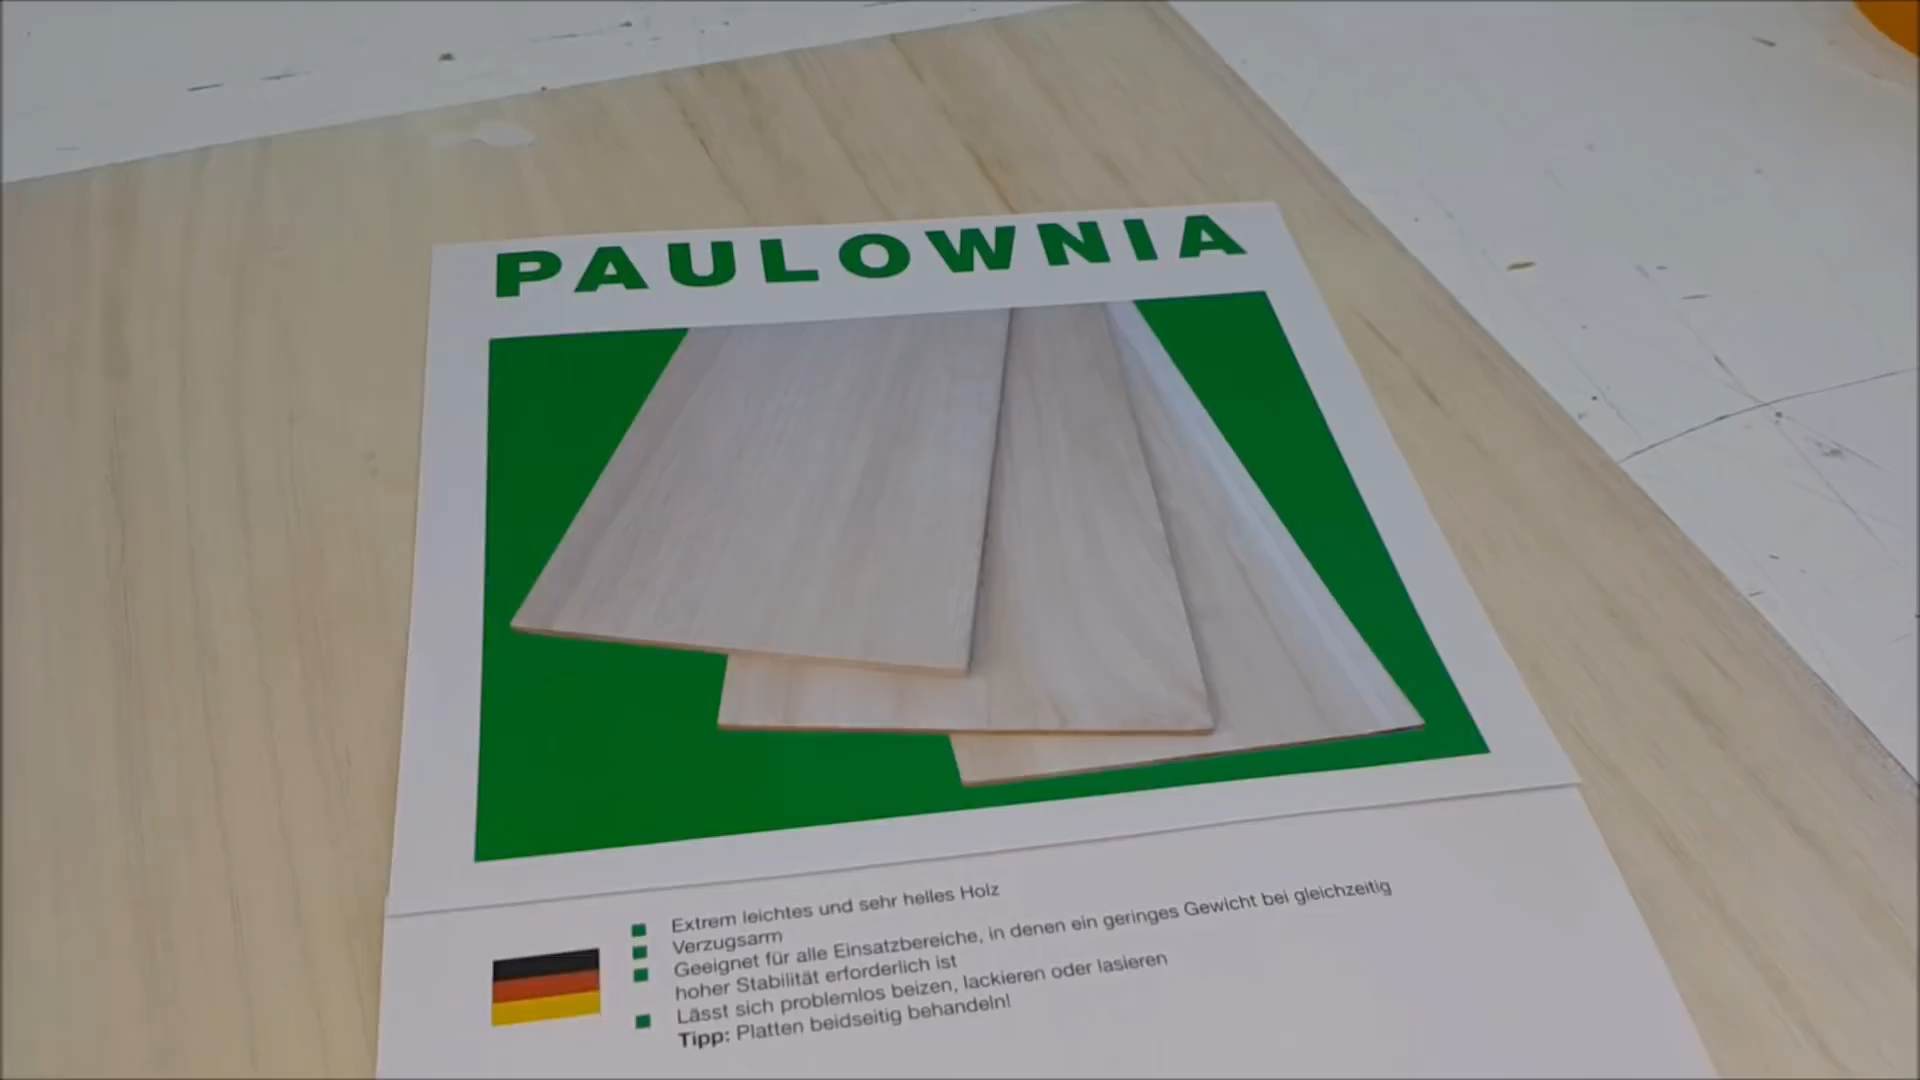 PAULOWNIA
Extrem leichtes und sehr helles Holz
Verzugsarm
Geeignet für alle Einsatzbereiche, in denen ein geringes Gewicht bei gleichzeitig
hoher Stabilität erforderlich ist
Lässt sich problemlos beizen, lackieren oder lasieren
Tipp: Platten beidseitig behandeln!